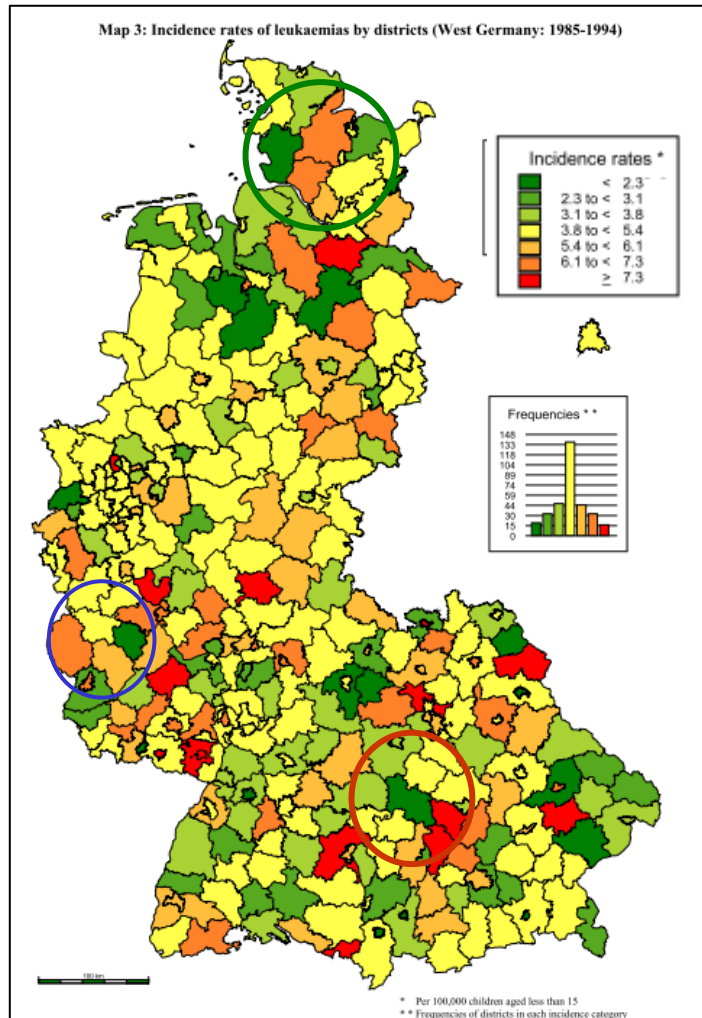 Map 3: Incidence rates of leukaemias by districts (West Germany: 1985-1994)
Incidence rates *
< 2.3
2.3 to < 3.1
3.1 to < 3.8
3.8 to < 5.4
5.4 to < 6.1
6.1 to < 7.3
≥ 7.3
Frequencies * *
148
133
118
104
89
74
59
44
30
15
0
100 km
* Per 100,000 children aged less than 15
* * Frequencies of districts in each incidence category